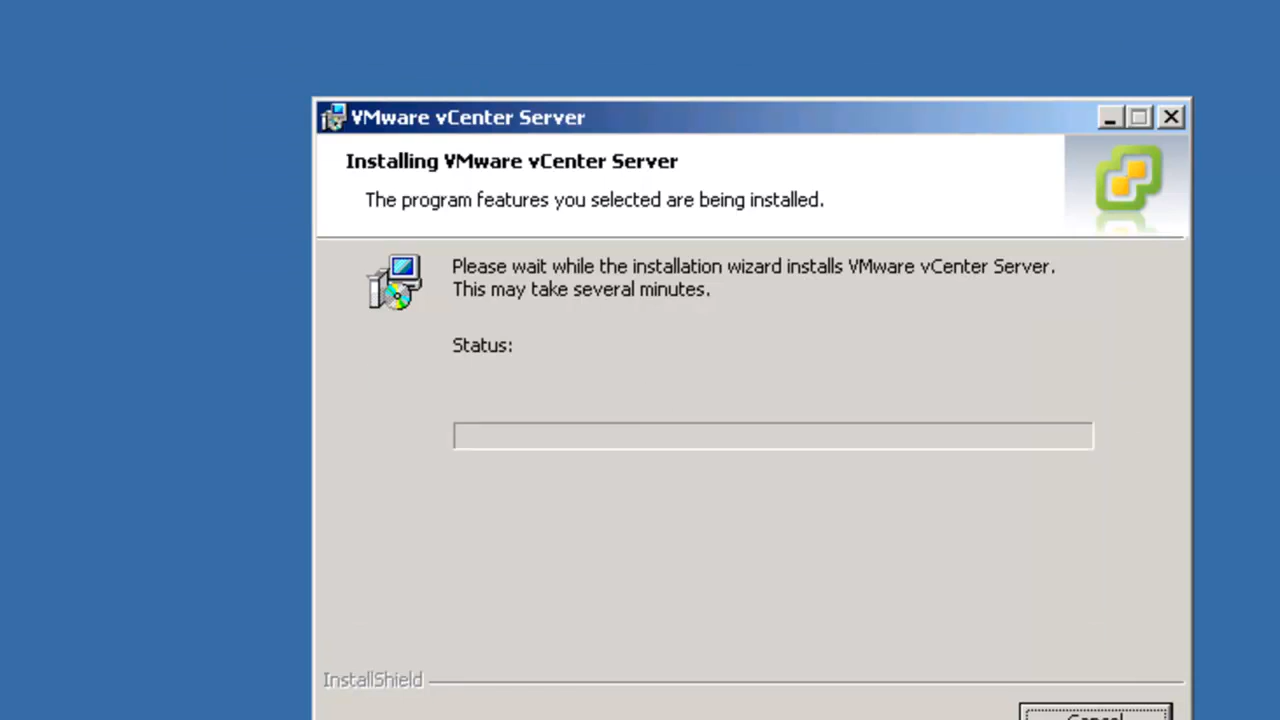 VMware vCenter Server
Installing VMware vCenter Server
The program features you selected are being installed.
Please wait while the installation wizard installs VMware vCenter Server.
This may take several minutes.
Status:
InstallShield
Cancel